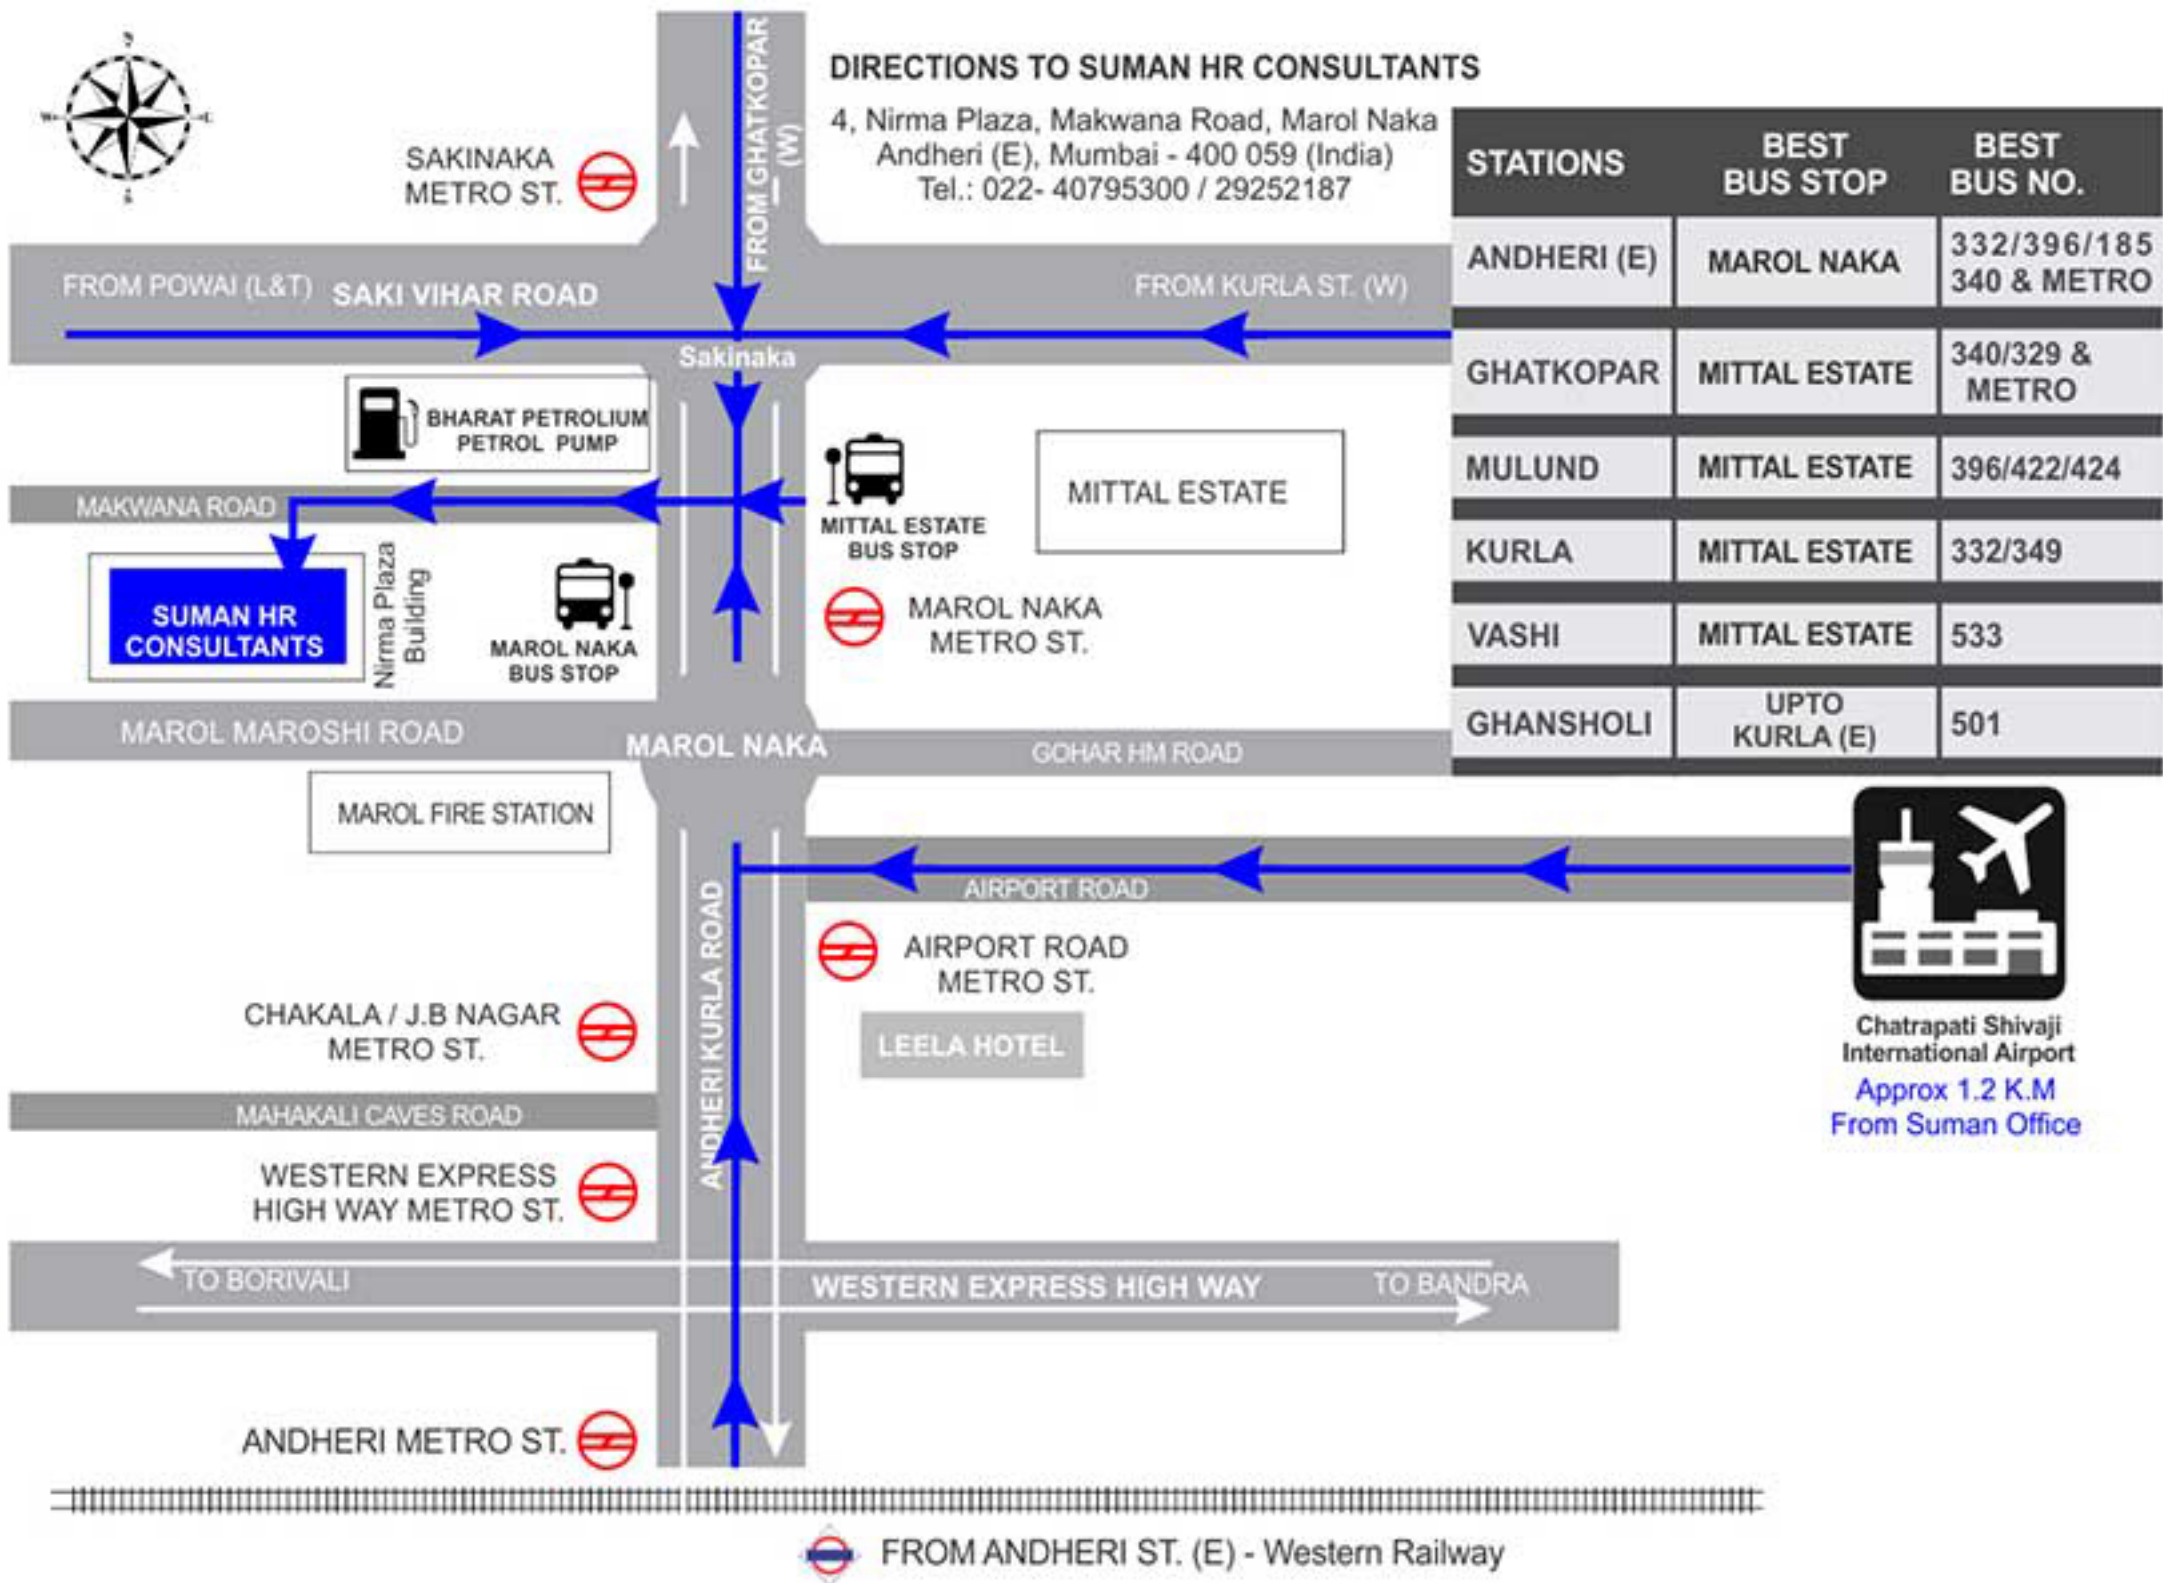 DIRECTIONS TO SUMAN HR CONSULTANTS
4, Nirma Plaza, Makwana Road, Marol Naka
Andheri (E), Mumbai - 400 059 (India)
Tel.: 022- 40795300 / 29252187
N
W
E
S
FROM GHATKOPAR
(W)
SAKINAKA
METRO ST.
FROM POWAI (L&T)
SAKI VIHAR ROAD
FROM KURLA ST. (W)
Sakinaka
BHARAT PETROLIUM
PETROL PUMP
MITTAL ESTATE
MAKWANA ROAD
MITTAL ESTATE
BUS STOP
SUMAN HR
CONSULTANTS
Nirma Plaza
Building
MAROL NAKA
BUS STOP
MAROL NAKA
METRO ST.
MAROL MAROSHI ROAD
MAROL NAKA
GOHAR HM ROAD
MAROL FIRE STATION
AIRPORT ROAD
ANDHERI KURLA ROAD
AIRPORT ROAD
METRO ST.
CHAKALA / J.B NAGAR
METRO ST.
LEELA HOTEL
MAHAKALI CAVES ROAD
WESTERN EXPRESS
HIGH WAY METRO ST.
TO BORIVALI
WESTERN EXPRESS HIGH WAY
TO BANDRA
ANDHERI METRO ST.
FROM ANDHERI ST. (E) - Western Railway
STATIONS
BEST
BUS STOP
BEST
BUS NO.
ANDHERI (E)
MAROL NAKA
332/396/185
340 & METRO
GHATKOPAR
MITTAL ESTATE
340/329 &
METRO
MULUND
MITTAL ESTATE
396/422/424
KURLA
MITTAL ESTATE
332/349
VASHI
MITTAL ESTATE
533
GHANSHOLI
UPTO
KURLA (E)
501
Chatrapati Shivaji
International Airport
Approx 1.2 K.M
From Suman Office